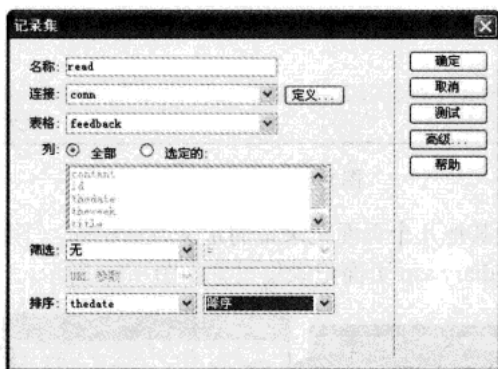 记录集
名称: read
确定
连接: conn
定义...
取消
表格: feedback
测试
列: 全部 选定的:
高级...
content
帮助
id
thedate
theweek
title
筛选: 无 =
URL 参数
排序: thedate 降序